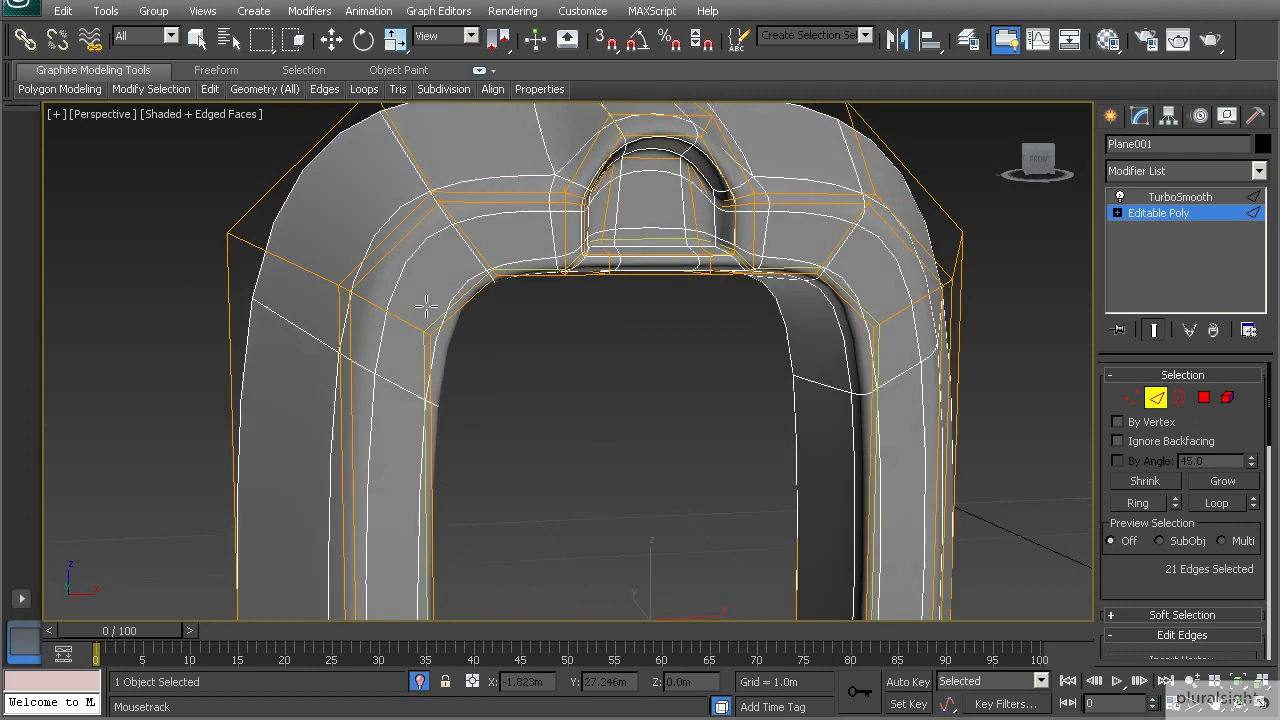 Edit Tools Group Views Create Modifiers Animation Graph Editors Rendering Customize MAXScript Help
All View 3 Create Selection Se
Graphite Modeling Tools Freeform Selection Object Paint
Polygon Modeling Modify Selection Edit Geometry (All) Edges Loops Tris Subdivision Align Properties
[+] [Perspective] [Shaded + Edged Faces]
FRONT
Plane001
Modifier List
TurboSmooth
Editable Poly
- Selection
By Vertex
Ignore Backfacing
By Angle: 45.0
Shrink Grow
Ring Loop
Preview Selection
Off SubObj Multi
21 Edges Selected
+ Soft Selection
- Edit Edges
z
y
x
z
x
< 0 / 100 >
0 5 10 15 20 25 30 35 40 45 50 55 60 65 70 75 80 85 90 95 100
1 Object Selected X: -1.823m Y: 27.246m Z: 0.0m Grid = 1.0m Auto Key Selected
Welcome to M Mousetrack Add Time Tag Set Key Key Filters... 0
pluralsight